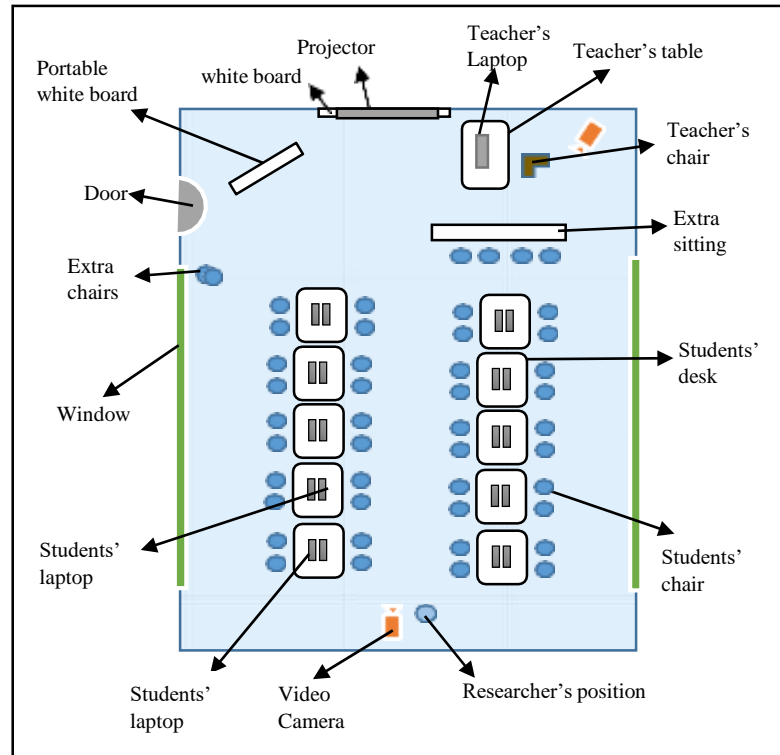 Projector
Teacher’s
Laptop
Teacher’s table
Portable
white board
white board
Teacher’s
chair
Door
Extra
sitting
Extra
chairs
Students’
desk
Window
Students’
laptop
Students’
chair
Students’
laptop
Video
Camera
Researcher’s position